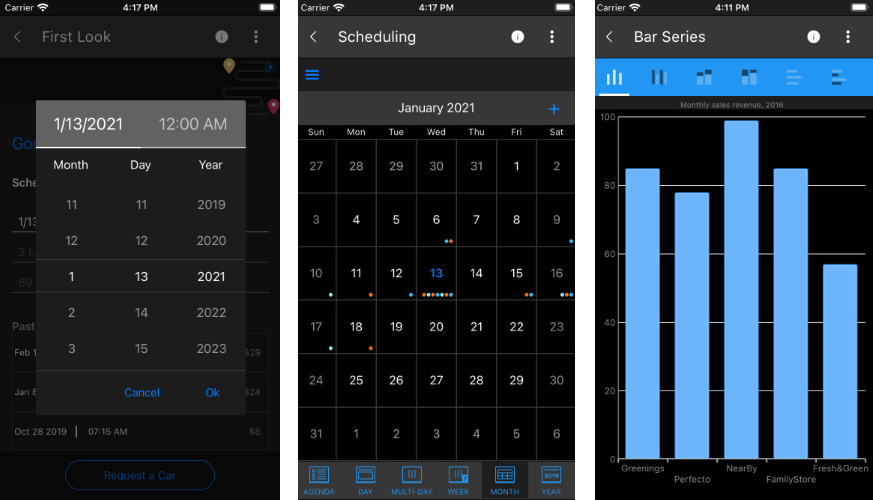 Carrier 4:17 PM
First Look
1/13/2021 12:00 AM
Month Day Year
11 11 2019
12 12 2020
1 13 2021
2 14 2022
3 15 2023
Cancel Ok
Sche
1/13
3 L
89
Past
Feb 1 $29
Jan 8 $24
Oct 28 2019 | 07:15 AM $8
Request a Car
Carrier 4:17 PM
Scheduling
January 2021 +
Sun Mon Tue Wed Thu Fri Sat
27 28 29 30 31 1 2
3 4 5 6 7 8 9
10 11 12 13 14 15 16
17 18 19 20 21 22 23
24 25 26 27 28 29 30
31 1 2 3 4 5 6
AGENDA DAY MULTI-DAY WEEK MONTH YEAR
Carrier 4:11 PM
Bar Series
Monthly sales revenue, 2016
100
80
60
40
20
0
Greenings Perfecto NearBy FamilyStore Fresh&Green